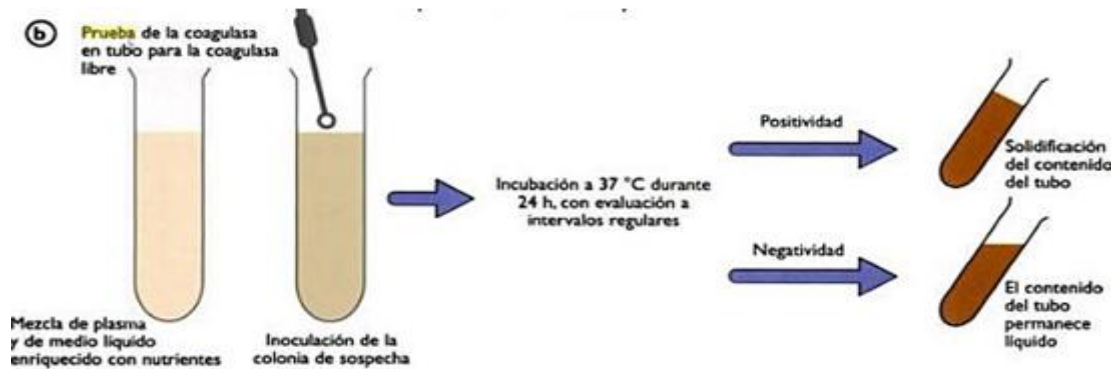 b Prueba de la coagulasa
en tubo para la coagulasa
libre
Mezcla de plasma
y de medio líquido
enriquecido con nutrientes
Inoculación de la
colonia de sospecha
Incubación a 37 °C durante
24 h, con evaluación a
intervalos regulares
Positividad
Solidificación
del contenido
del tubo
Negatividad
El contenido
del tubo
permanece
líquido